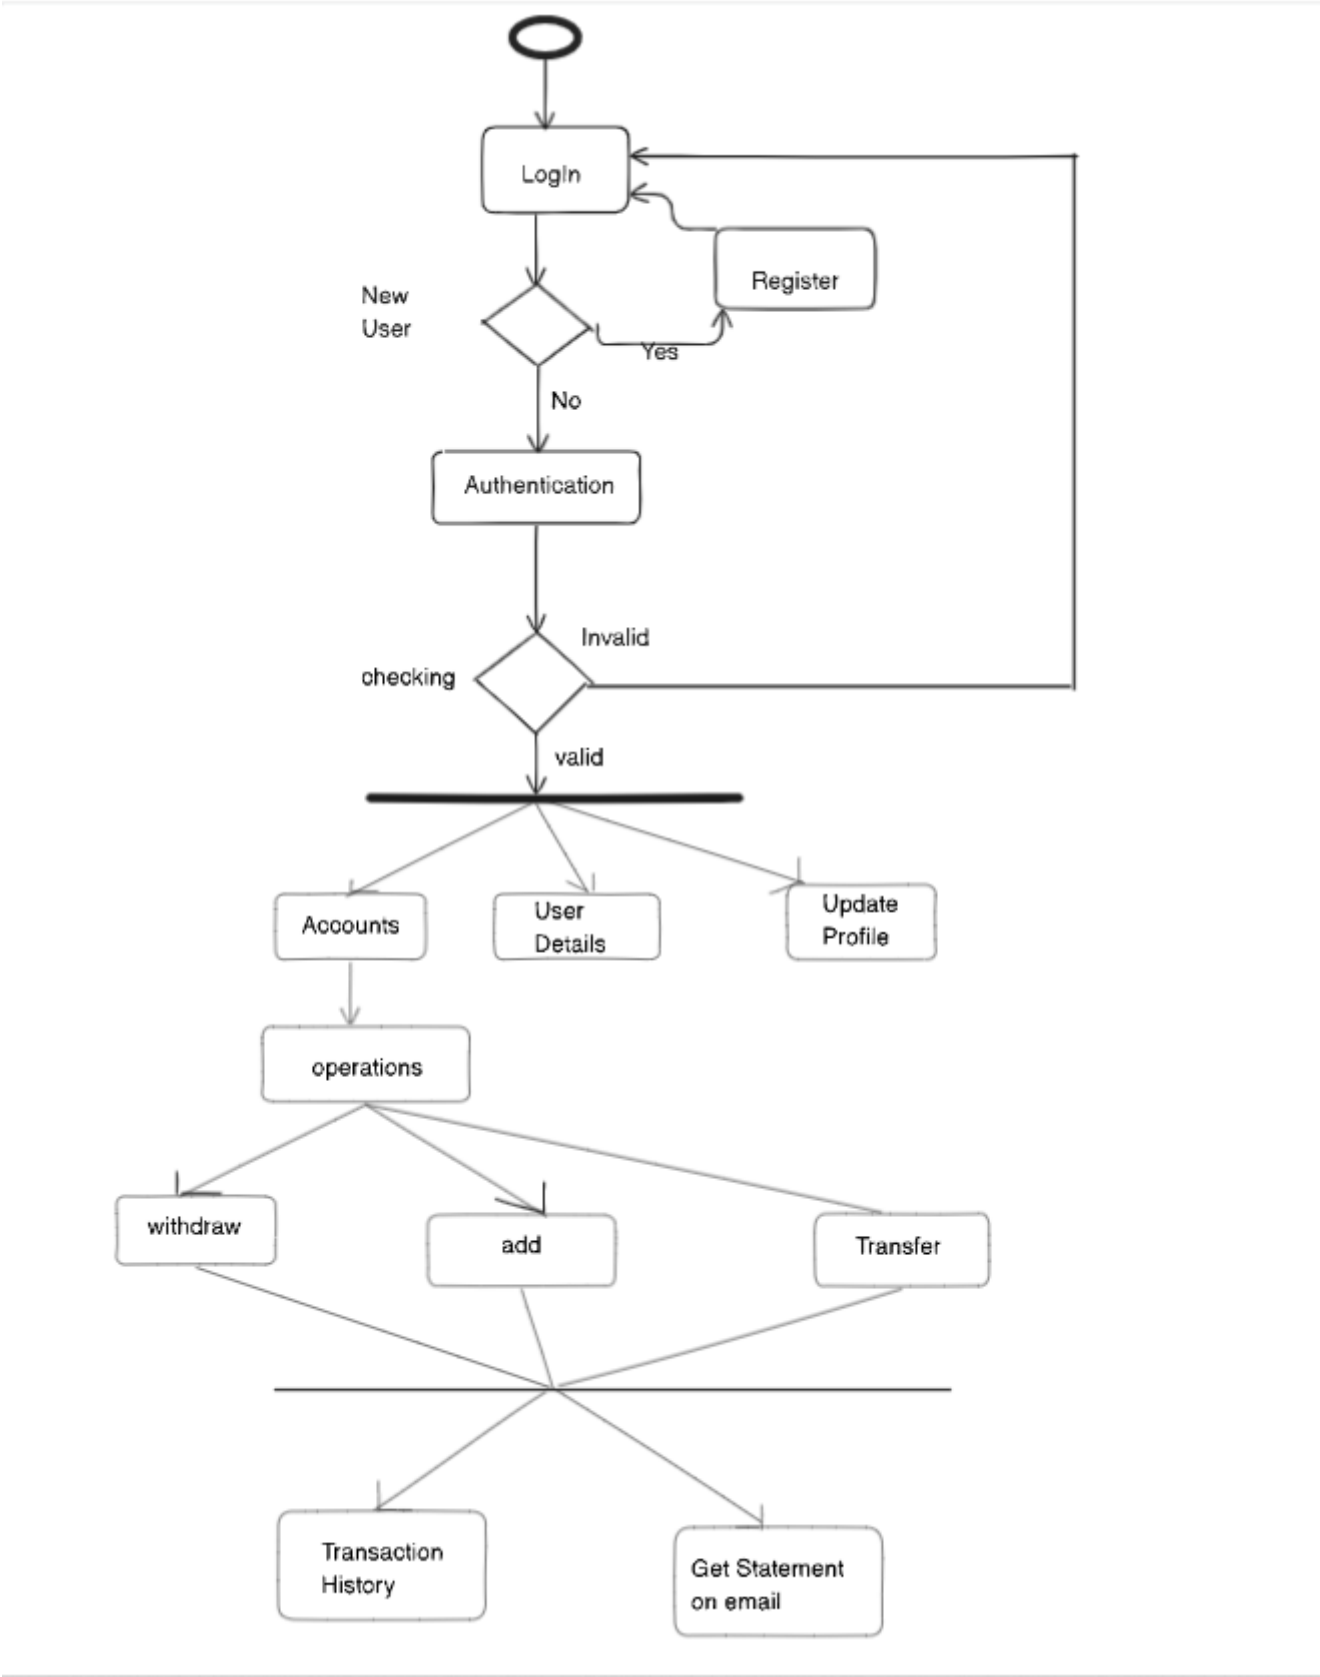 LogIn
Register
New
User
Yes
No
Authentication
Invalid
checking
valid
Accounts
User
Details
Update
Profile
operations
withdraw
add
Transfer
Transaction
History
Get Statement
on email